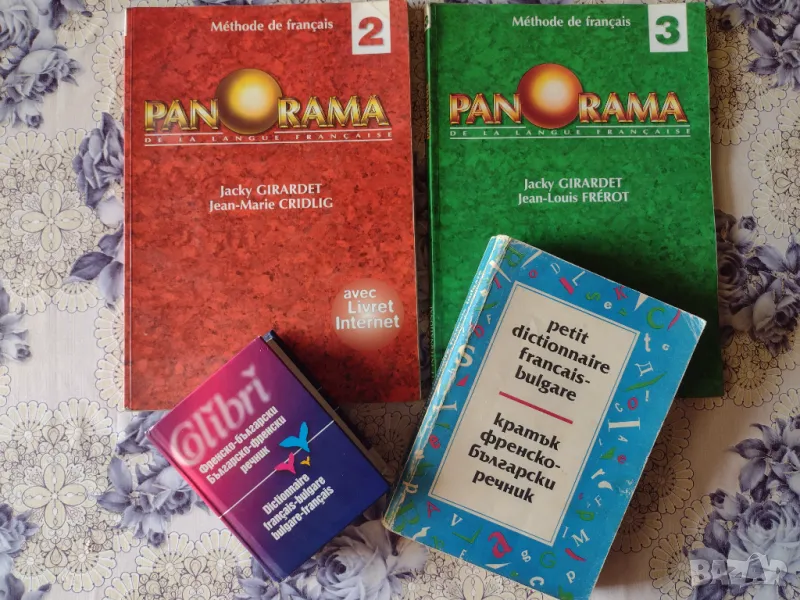 Méthode de français
2
PANORAMA
DE LA LANGUE FRANÇAISE
Jacky GIRARDET
Jean-Marie CRIDLIG
avec
Livret
Internet
Méthode de français
3
PANORAMA
DE LA LANGUE FRANÇAISE
Jacky GIRARDET
Jean-Louis FRÉROT
Colibri
Френско-български
Българско-френски
речник
Dictionnaire
français-bulgare
bulgare-français
petit
dictionnaire
francais-
bulgare
кратък
френско-
български
речник
BAZAR